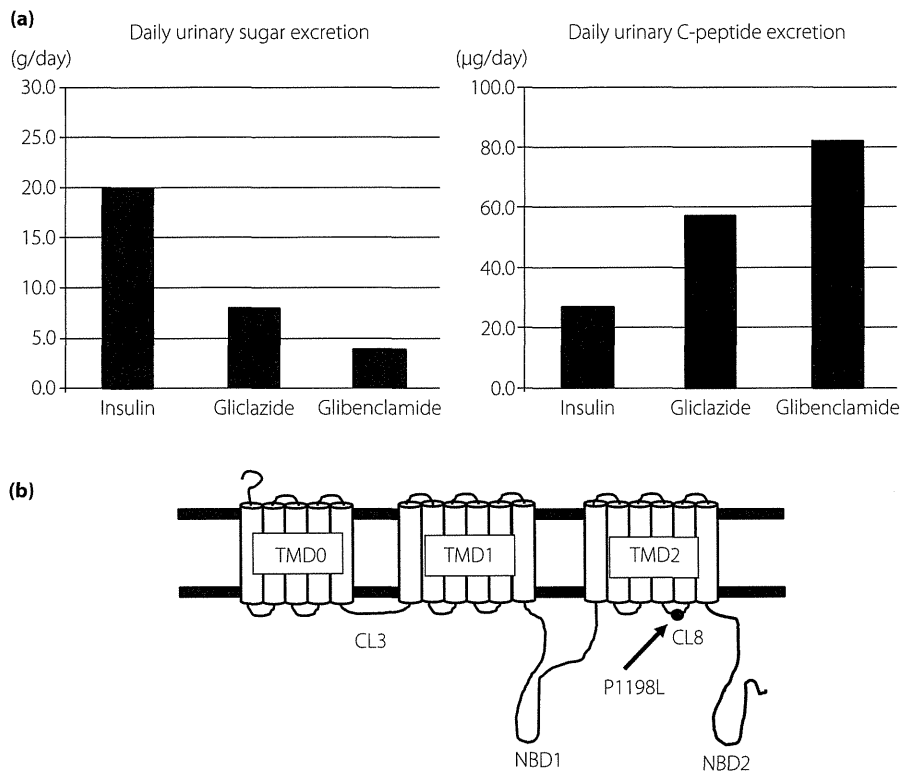 (a)
Daily urinary sugar excretion
(g/day)
30.0
25.0
20.0
15.0
10.0
5.0
0.0
Insulin Gliclazide Glibenclamide
Daily urinary C-peptide excretion
(µg/day)
100.0
80.0
60.0
40.0
20.0
0.0
Insulin Gliclazide Glibenclamide
(b)
TMD0 TMD1 TMD2
CL3 CL8
P1198L
NBD1 NBD2